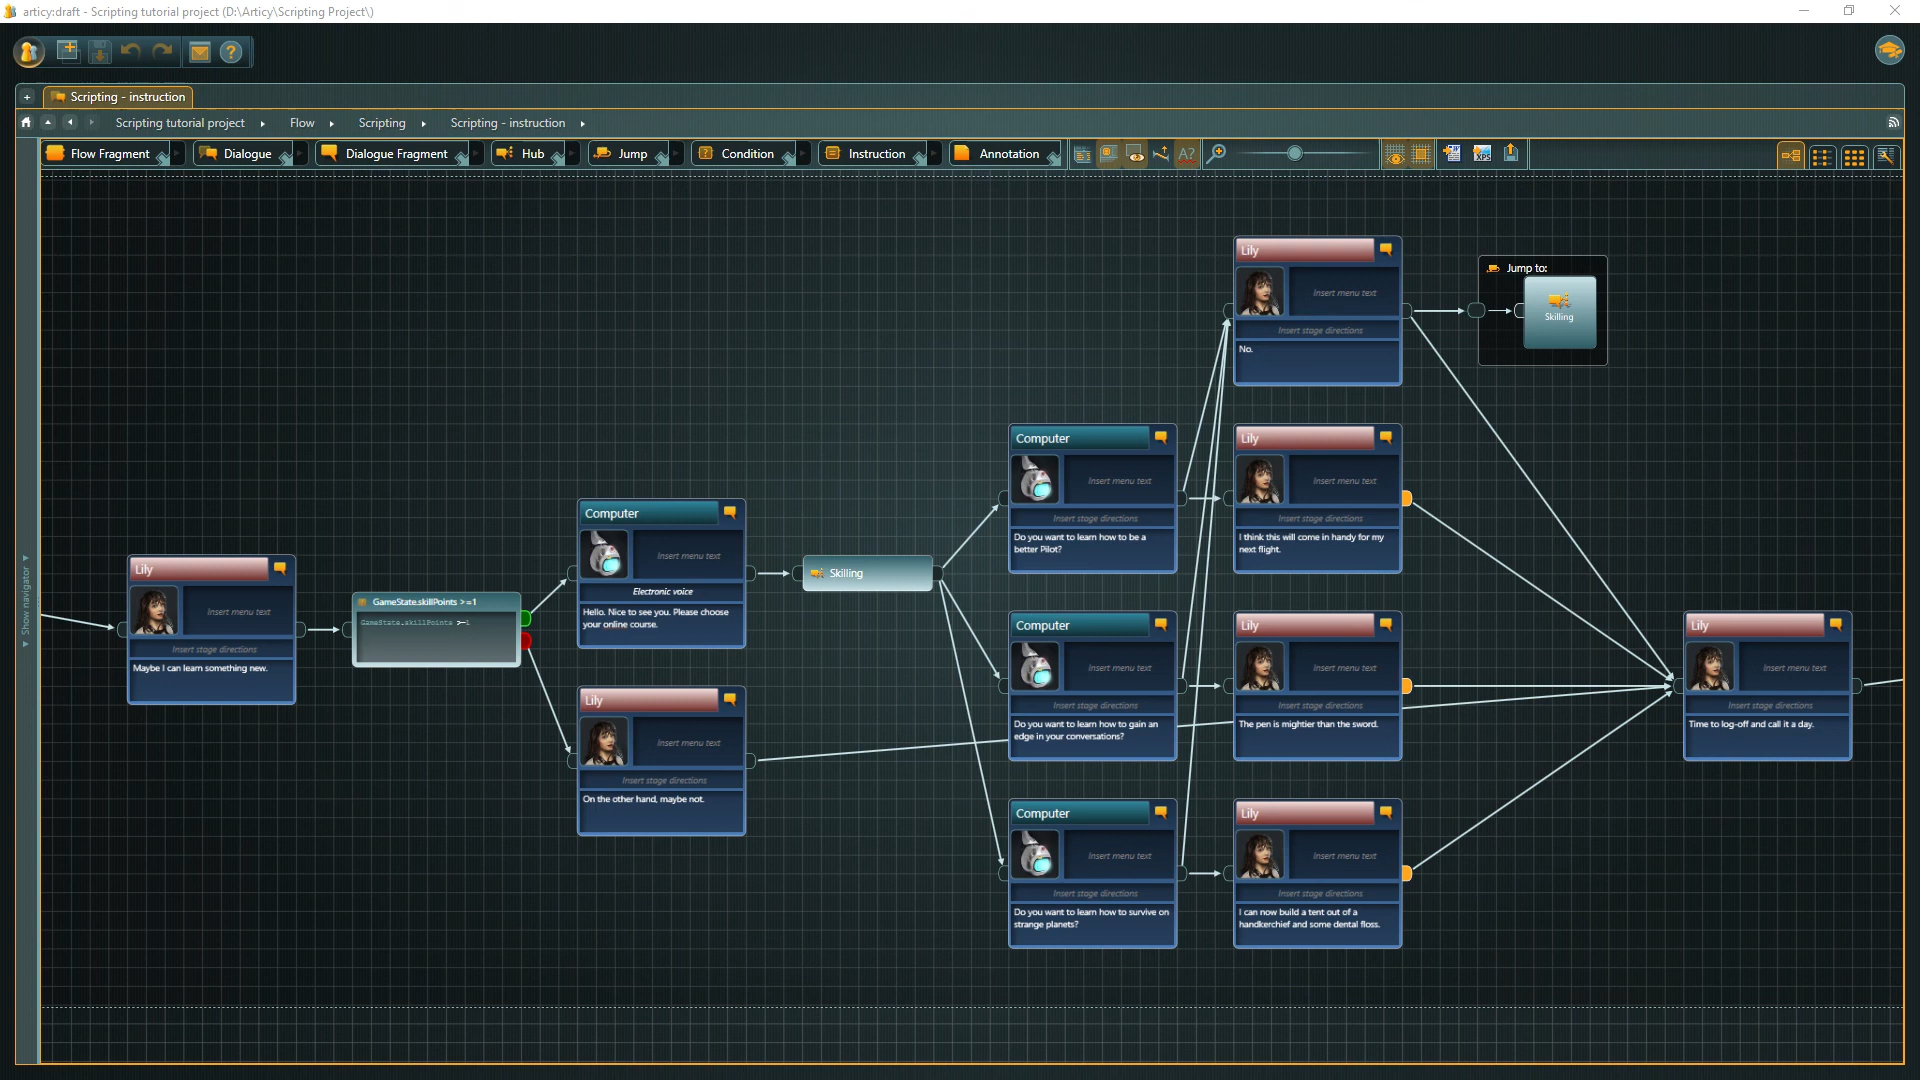 articy:draft - Scripting tutorial project (D:\Articy\Scripting Project\)
Scripting - instruction
Scripting tutorial project
Flow
Scripting
Scripting - instruction
Flow Fragment
Dialogue
Dialogue Fragment
Hub
Jump
Condition
Instruction
Annotation
A?
XPS
Show navigator
Lily
Insert menu text
Insert stage directions
Maybe I can learn something new.
GameState.skillPoints >=1
GameState.skillPoints >=1
Computer
Insert menu text
Electronic voice
Hello. Nice to see you. Please choose
your online course.
Lily
Insert menu text
Insert stage directions
On the other hand, maybe not.
Skilling
Computer
Insert menu text
Insert stage directions
Do you want to learn how to be a
better Pilot?
Computer
Insert menu text
Insert stage directions
Do you want to learn how to gain an
edge in your conversations?
Computer
Insert menu text
Insert stage directions
Do you want to learn how to survive on
strange planets?
Lily
Insert menu text
Insert stage directions
No.
Lily
Insert menu text
Insert stage directions
I think this will come in handy for my
next flight.
Lily
Insert menu text
Insert stage directions
The pen is mightier than the sword.
Lily
Insert menu text
Insert stage directions
I can now build a tent out of a
handkerchief and some dental floss.
Jump to:
Skilling
Lily
Insert menu text
Insert stage directions
Time to log-off and call it a day.